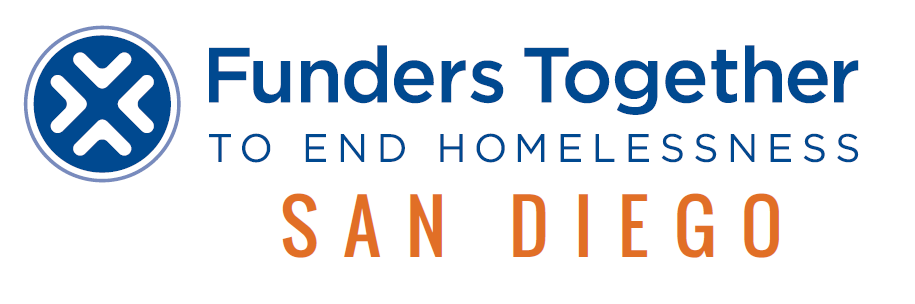 Funders Together
TO END HOMELESSNESS
SAN DIEGO